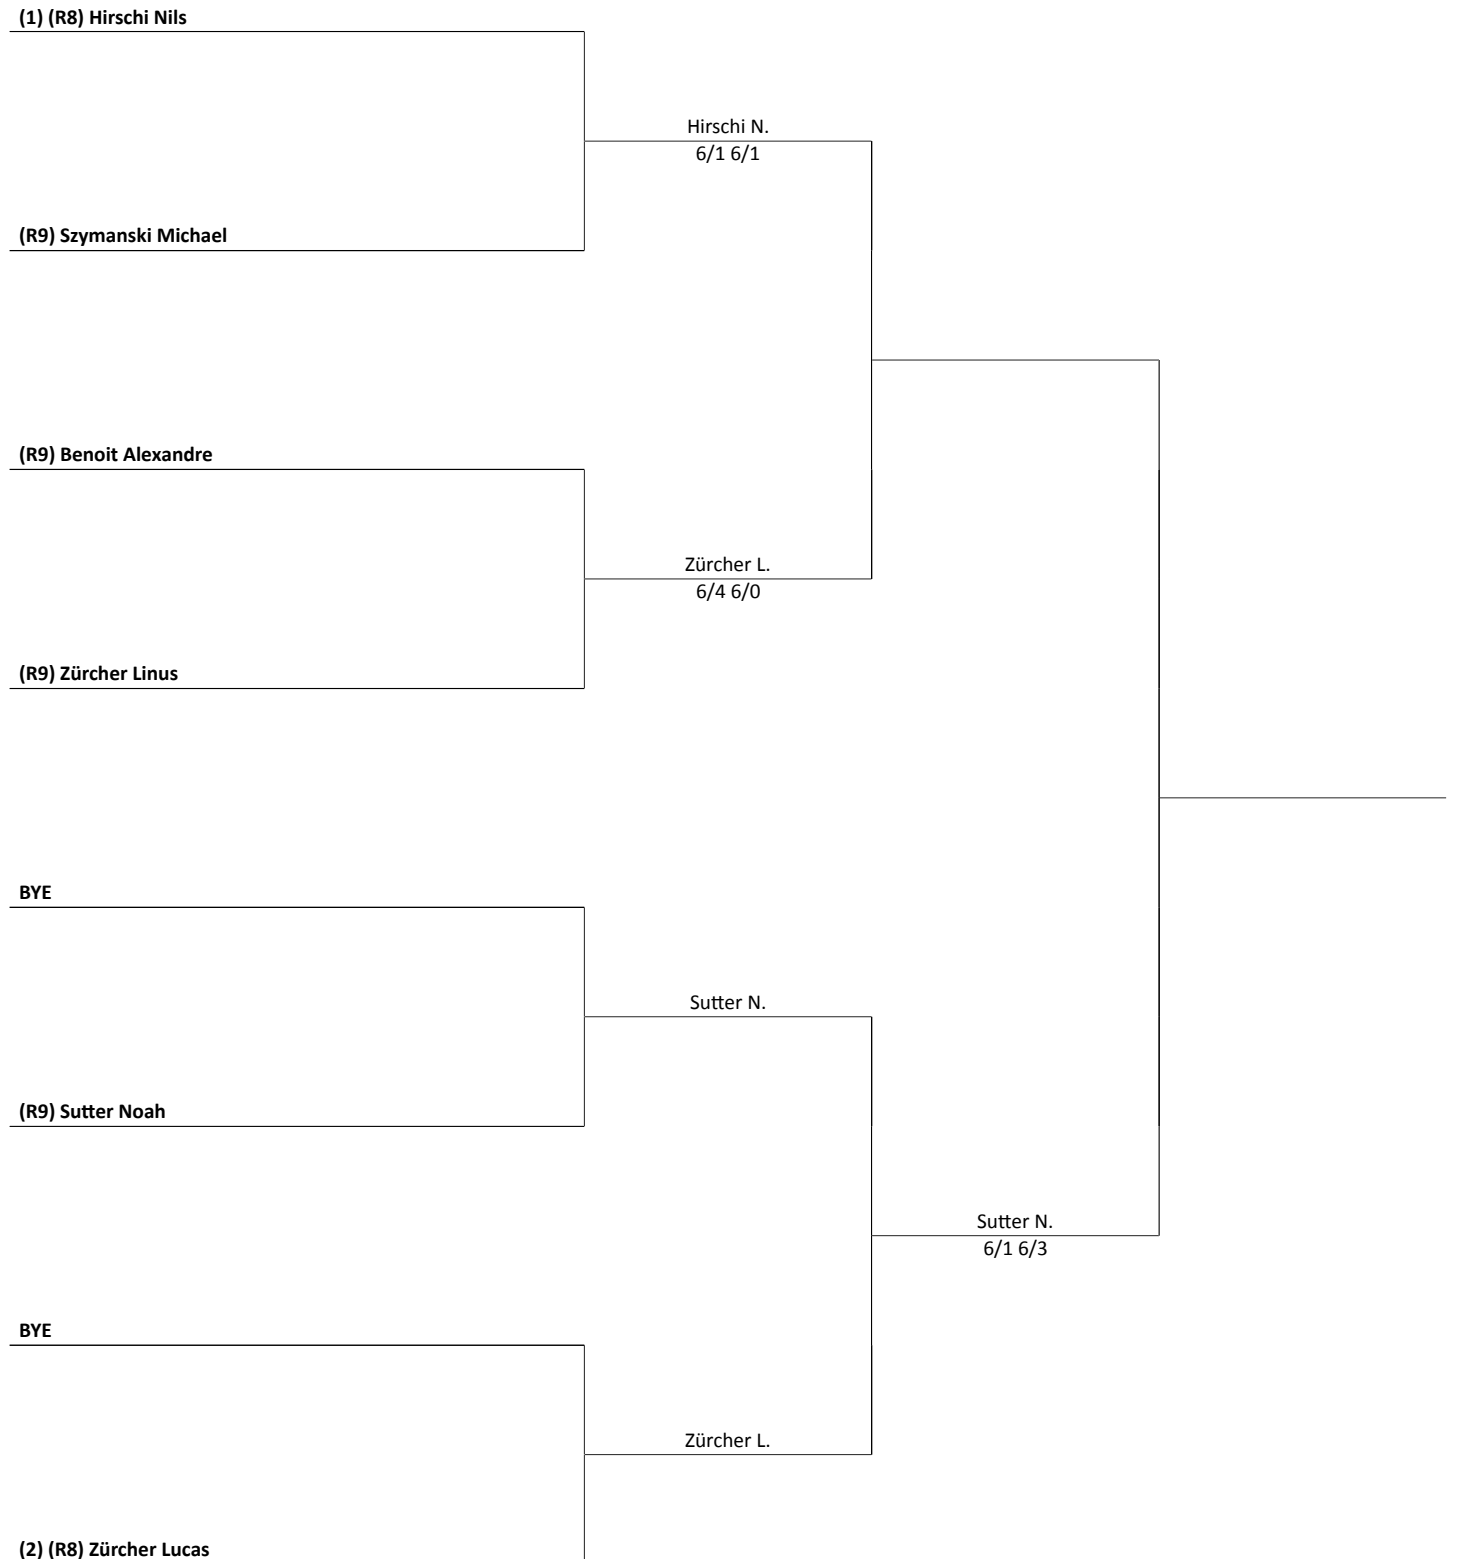 (1) (R8) Hirschi Nils
Hirschi N.
6/1 6/1
(R9) Szymanski Michael
(R9) Benoit Alexandre
Zürcher L.
6/4 6/0
(R9) Zürcher Linus
BYE
Sutter N.
(R9) Sutter Noah
Sutter N.
6/1 6/3
BYE
Zürcher L.
(2) (R8) Zürcher Lucas